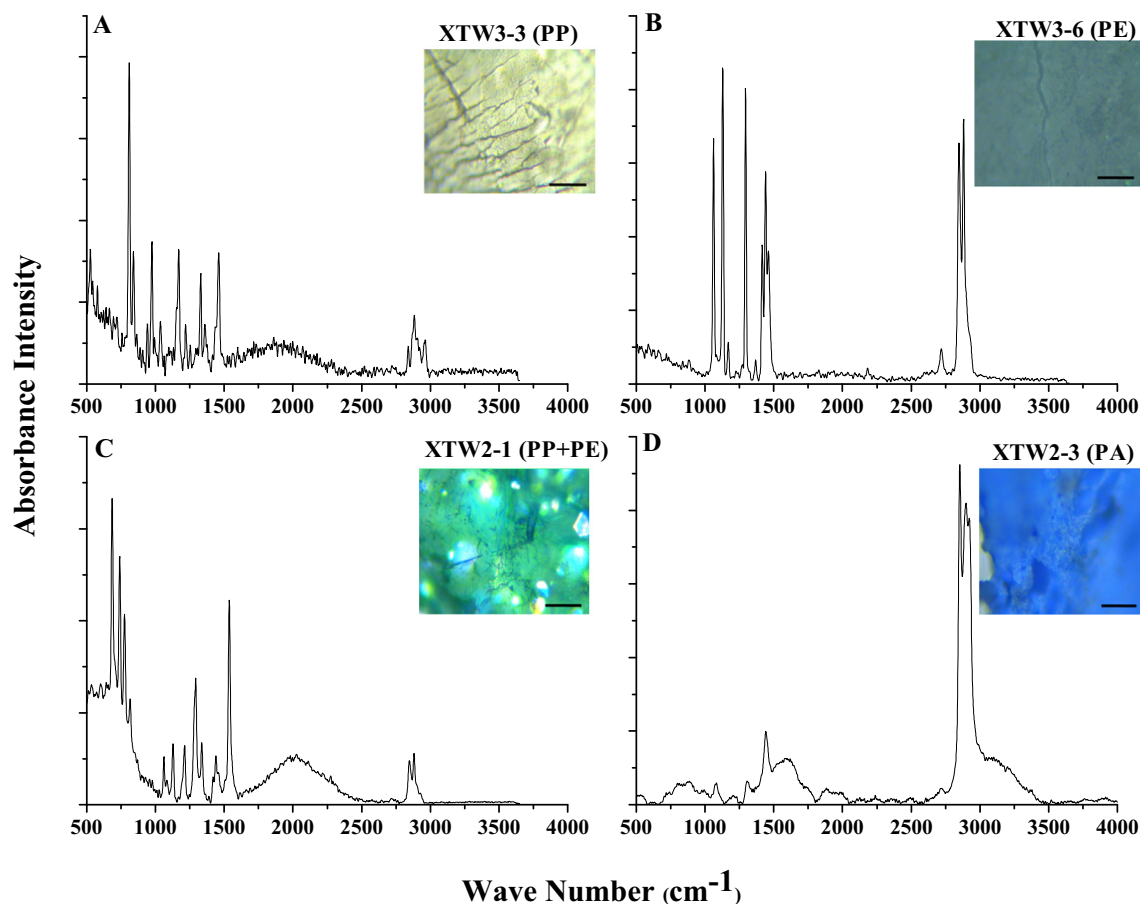 A
XTW3-3 (PP)
B
XTW3-6 (PE)
500 1000 1500 2000 2500 3000 3500 4000
500 1000 1500 2000 2500 3000 3500 4000
C
XTW2-1 (PP+PE)
D
XTW2-3 (PA)
500 1000 1500 2000 2500 3000 3500 4000
500 1000 1500 2000 2500 3000 3500 4000
Absorbance Intensity
Wave Number (cm-1)